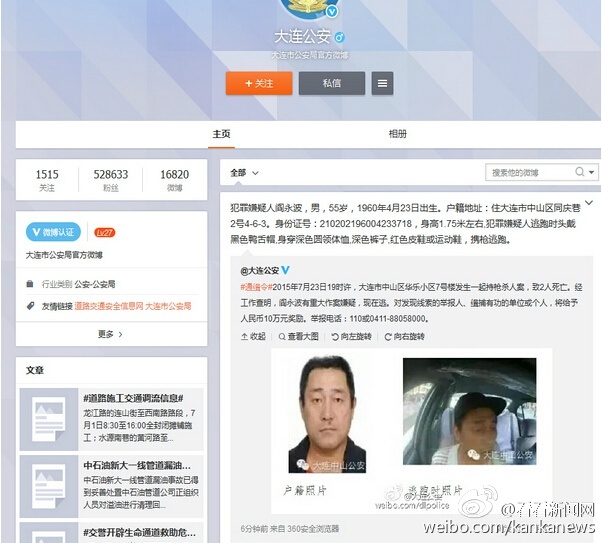 大连公安
大连市公安局官方微博
+ 关注
私信
主页
相册
1515
关注
528633
粉丝
16820
微博
微博认证
Lv27
大连市公安局官方微博
行业类别 公安-公安局
友情链接 道路交通安全信息网 大连市公安局
更多
文章
#道路施工交通调流信息#
龙江路的连山街至西南路路段，7
月1日8:30至16:00全封闭摊铺施
工；水源南巷的黄河路至...
中石油新大一线管道漏油...
中石油新大一线管道漏油事故已得
到妥善处置中石油管道公司正组织
人员对溢油进行清理回...
#交警开辟生命通道救助危...
全部
搜索他的微博
犯罪嫌疑人阎永波，男，55岁，1960年4月23日出生。户籍地址：住大连市中山区同庆巷
2号4-6-3。身份证号：210202196004233718，身高1.75米左右,犯罪嫌疑人逃跑时头戴
黑色鸭舌帽,身穿深色圆领体恤,深色裤子,红色皮鞋或运动鞋，携枪逃跑。
@大连公安
#通缉令#2015年7月23日19时许，大连市中山区华乐小区7号楼发生一起持枪杀人案，致2人死亡。经
工作查明，阎永波有重大作案嫌疑，现在逃。对发现线索的举报人、缉捕有功的单位或个人，将给予
人民币10万元奖励。举报电话：110或0411-88058000。
收起
查看大图
向左旋转
向右旋转
大连中山公安
大连中山公安
户籍照片
逃跑时照片
@大连公安
weibo.com/dlpolice
6分钟前 来自 360安全浏览器
新闻网
weibo.com/kankanews